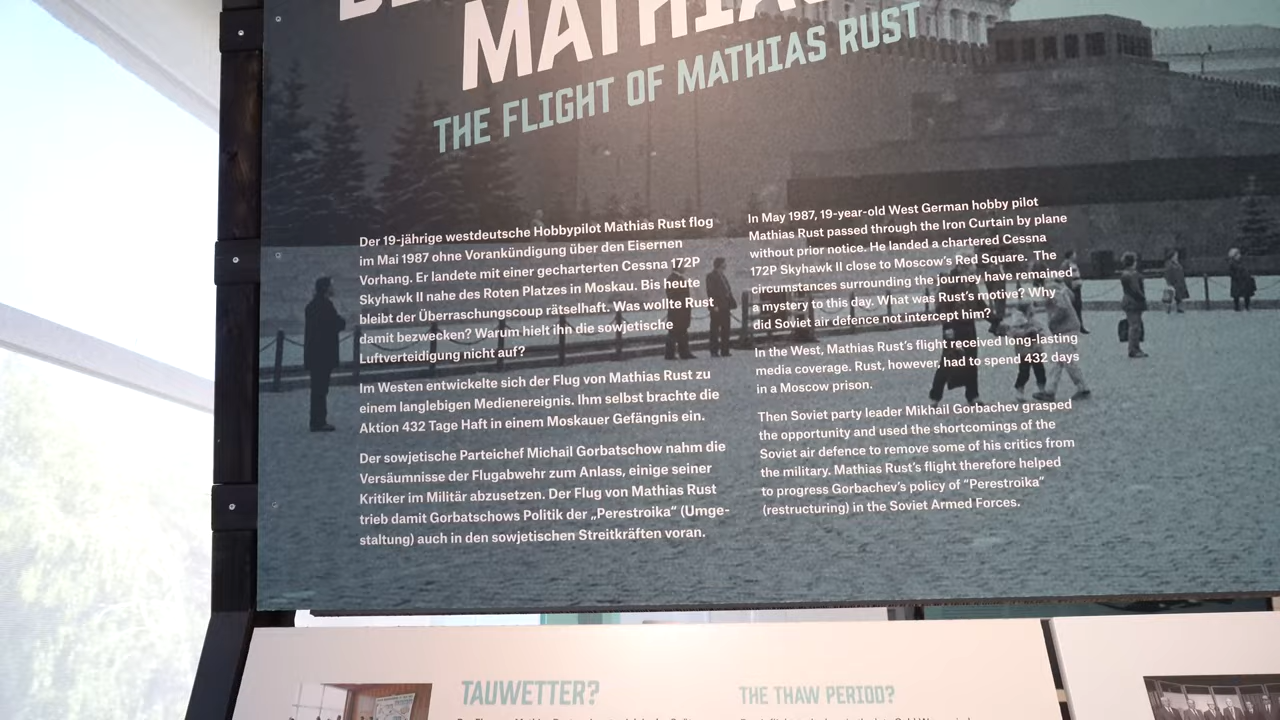 MATHIAS
THE FLIGHT OF MATHIAS RUST
Der 19-jährige westdeutsche Hobbypilot Mathias Rust flog
im Mai 1987 ohne Vorankündigung über den Eisernen
Vorhang. Er landete mit einer gecharterten Cessna 172P
Skyhawk II nahe des Roten Platzes in Moskau. Bis heute
bleibt der Überraschungscoup rätselhaft. Was wollte Rust
damit bezwecken? Warum hielt ihn die sowjetische
Luftverteidigung nicht auf?
Im Westen entwickelte sich der Flug von Mathias Rust zu
einem langlebigen Medienereignis. Ihm selbst brachte die
Aktion 432 Tage Haft in einem Moskauer Gefängnis ein.
Der sowjetische Parteichef Michail Gorbatschow nahm die
Versäumnisse der Flugabwehr zum Anlass, einige seiner
Kritiker im Militär abzusetzen. Der Flug von Mathias Rust
trieb damit Gorbatschows Politik der „Perestroika“ (Umge-
staltung) auch in den sowjetischen Streitkräften voran.
In May 1987, 19-year-old West German hobby pilot
Mathias Rust passed through the Iron Curtain by plane
without prior notice. He landed a chartered Cessna
172P Skyhawk II close to Moscow’s Red Square. The
circumstances surrounding the journey have remained
a mystery to this day. What was Rust’s motive? Why
did Soviet air defence not intercept him?
In the West, Mathias Rust’s flight received long-lasting
media coverage. Rust, however, had to spend 432 days
in a Moscow prison.
Then Soviet party leader Mikhail Gorbachev grasped
the opportunity and used the shortcomings of the
Soviet air defence to remove some of his critics from
the military. Mathias Rust’s flight therefore helped
to progress Gorbachev’s policy of “Perestroika”
(restructuring) in the Soviet Armed Forces.
TAUWETTER?
THE THAW PERIOD?